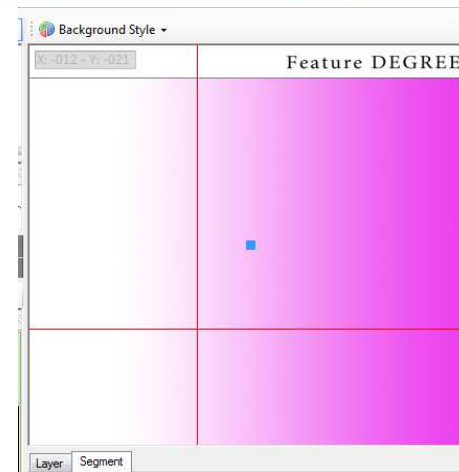 Background Style
X: -012 - Y: -021
Feature DEGREE
Layer
Segment